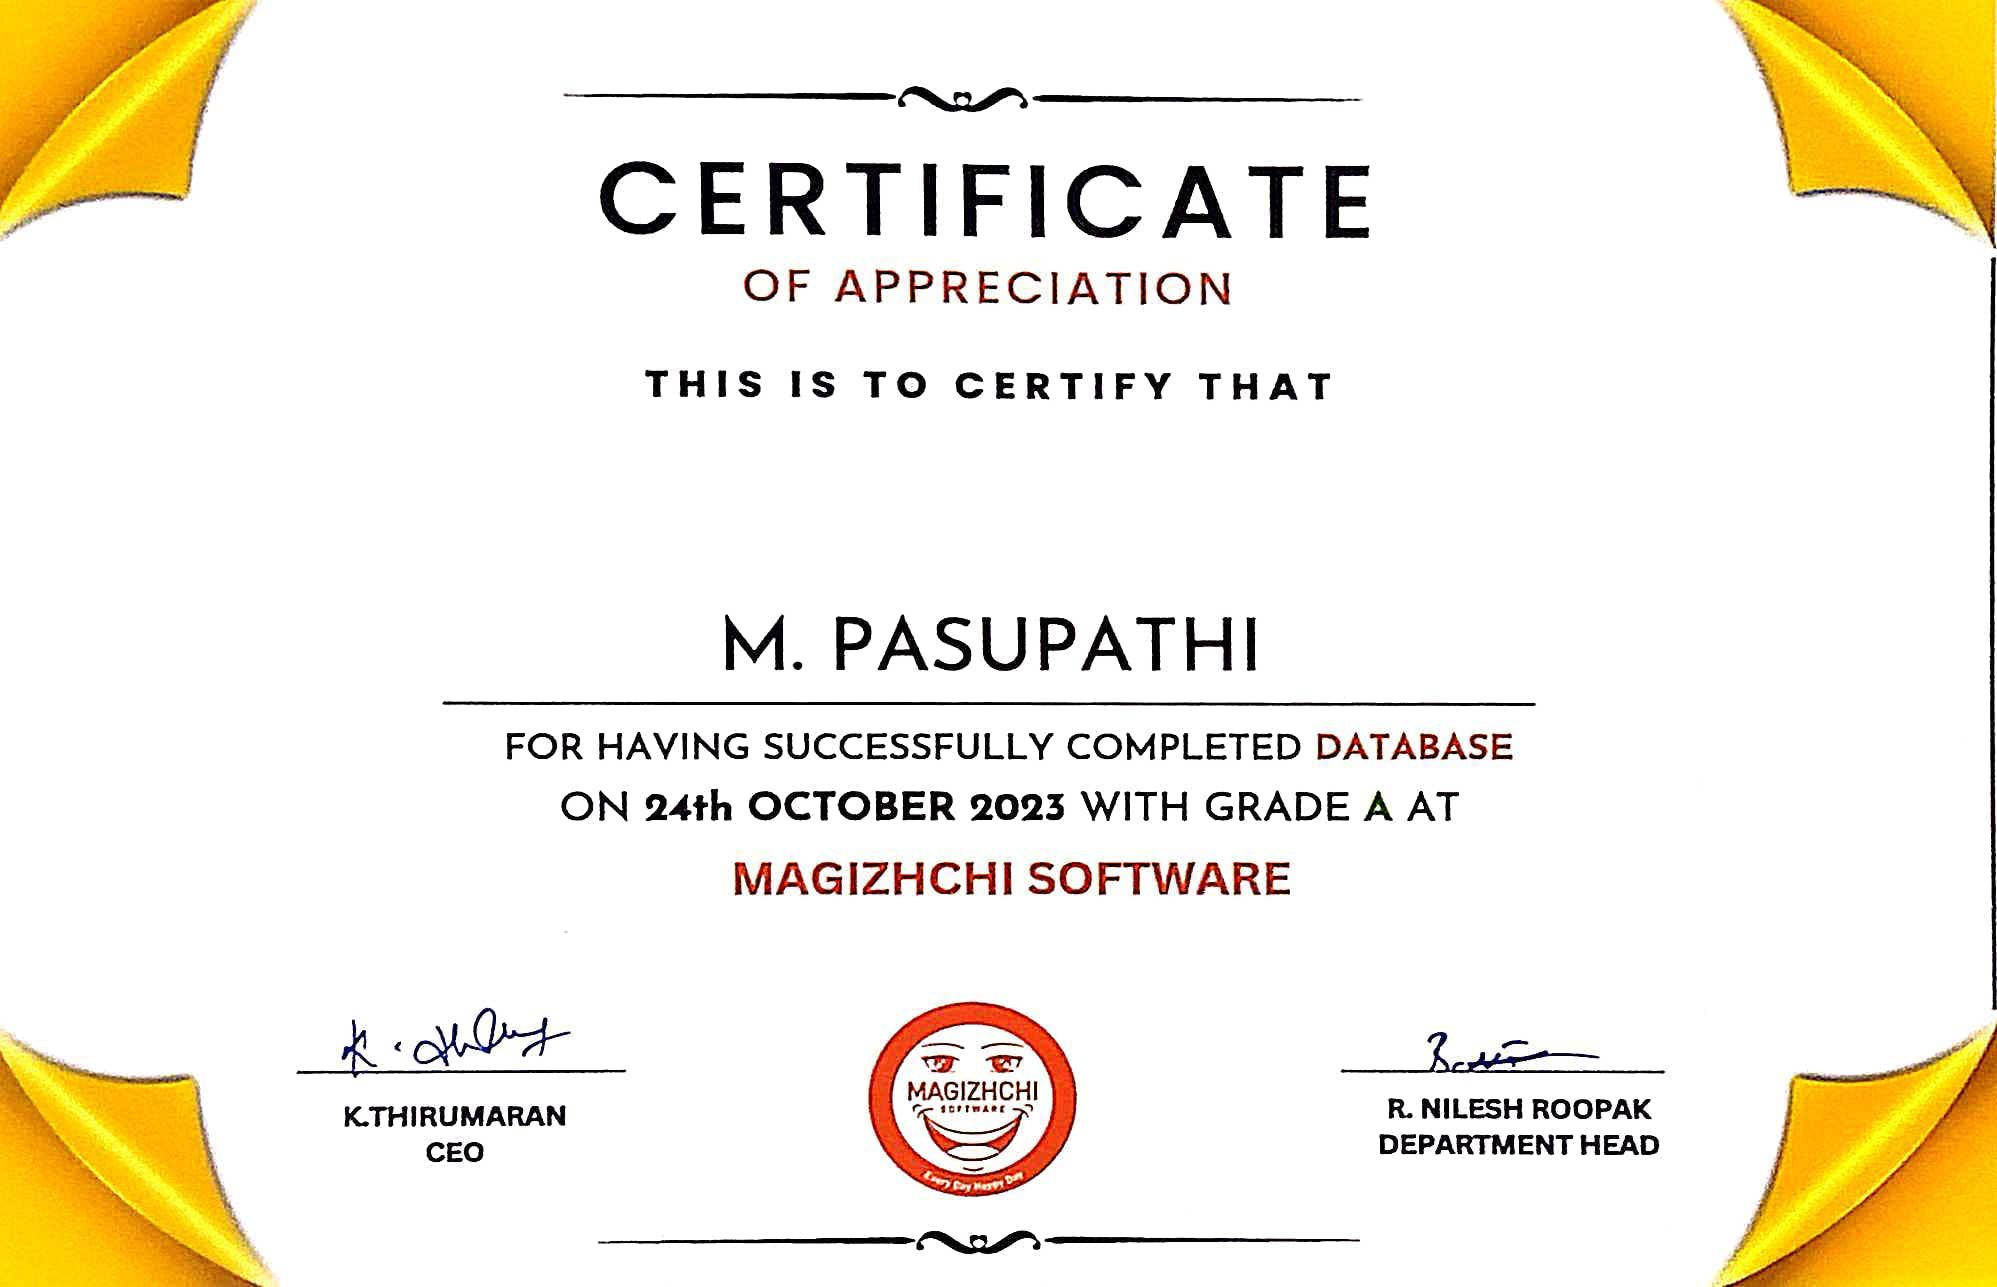 CERTIFICATE
OF APPRECIATION
THIS IS TO CERTIFY THAT
M. PASUPATHI
FOR HAVING SUCCESSFULLY COMPLETED DATABASE
ON 24th OCTOBER 2023 WITH GRADE A AT
MAGIZHCHI SOFTWARE
K.THIRUMARAN
CEO
MAGIZHCHI
SOFTWARE
Every Day Happy Day
R. NILESH ROOPAK
DEPARTMENT HEAD